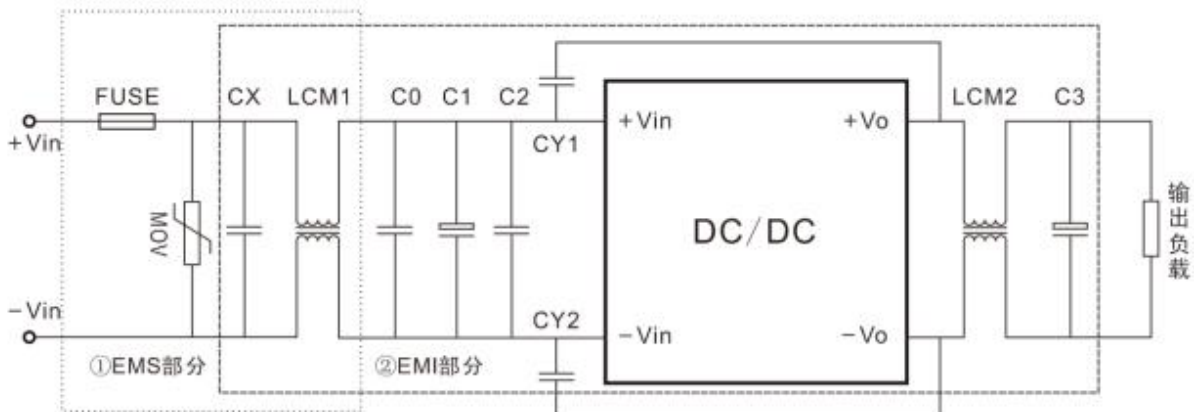 FUSE
CX
LCM1
C0
C1
C2
LCM2
C3
+Vin
CY1
+Vin
+Vo
MOV
DC/DC
输出负载
-Vin
CY2
-Vin
-Vo
①EMS部分
②EMI部分